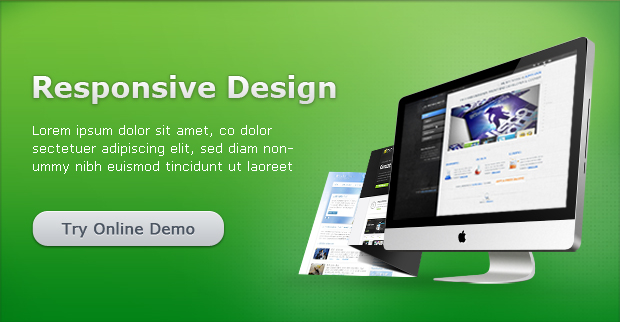 Responsive Design
Lorem ipsum dolor sit amet, co dolor
sectetuer adipiscing elit, sed diam non-
ummy nibh euismod tincidunt ut laoreet
Try Online Demo